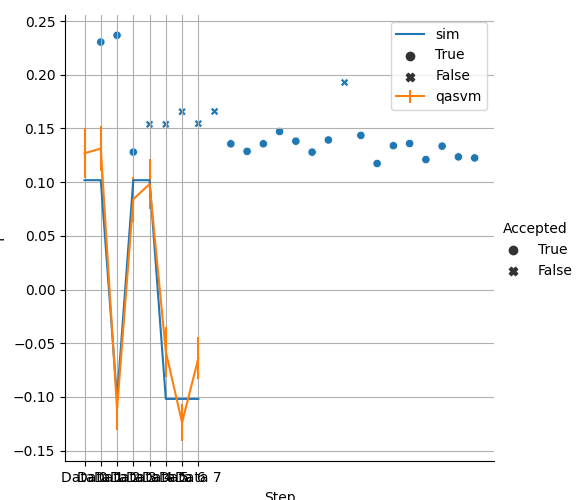 0.25
0.20
0.15
0.10
0.05
0.00
−0.05
−0.10
−0.15
sim
True
False
qasvm
Accepted
True
False
Data 7
Step